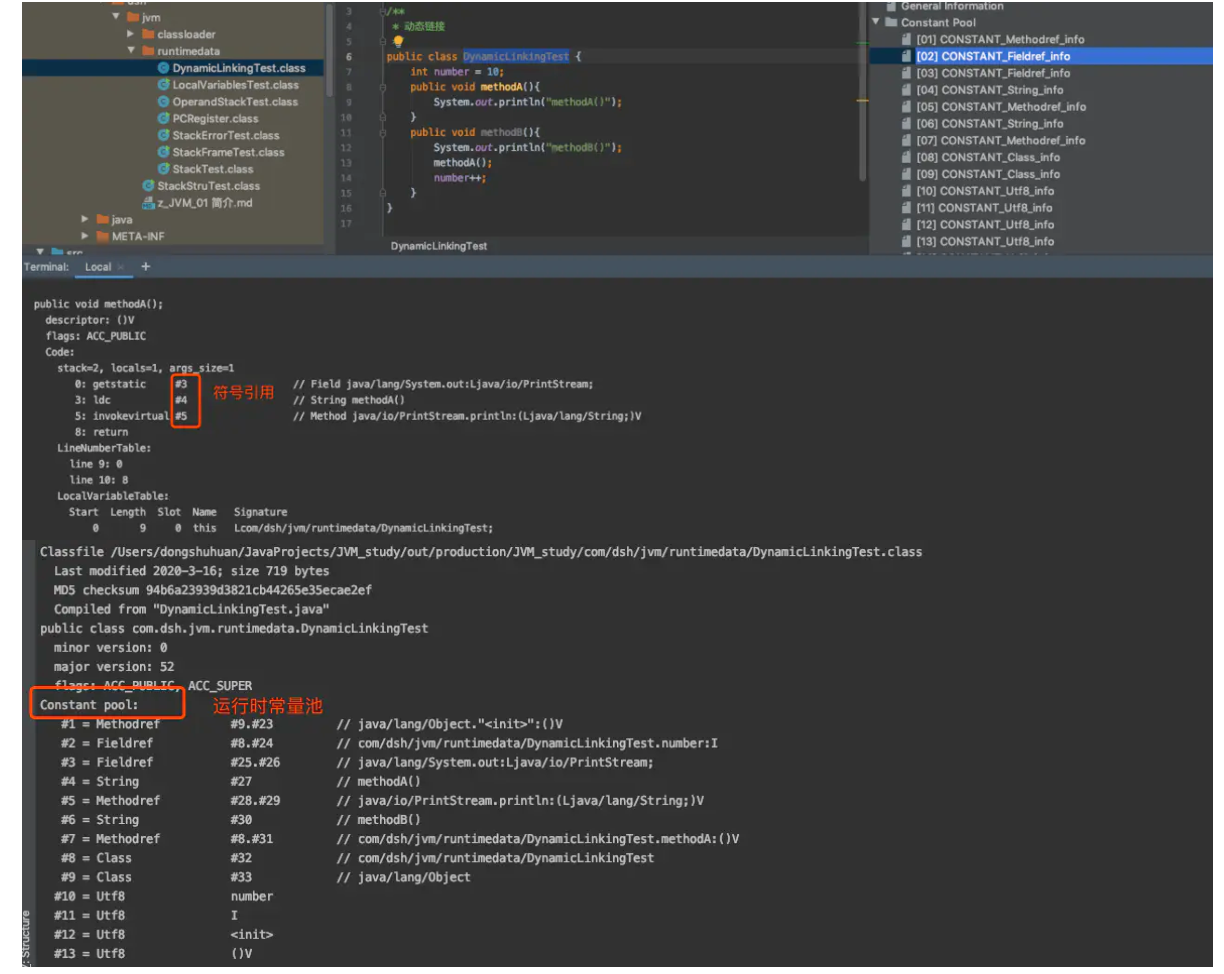 jvm
classloader
runtimedata
DynamicLinkingTest.class
LocalVariablesTest.class
OperandStackTest.class
PCRegister.class
StackErrorTest.class
StackFrameTest.class
StackTest.class
StackStruTest.class
z_JVM_01 简介.md
java
META-INF
src
3 /**
4 * 动态链接
5
6 public class DynamicLinkingTest {
7 int number = 10;
8 public void methodA(){
9 System.out.println("methodA()");
10 }
11 public void methodB(){
12 System.out.println("methodB()");
13 methodA();
14 number++;
15 }
16 }
17
DynamicLinkingTest
General Information
Constant Pool
[01] CONSTANT_Methodref_info
[02] CONSTANT_Fieldref_info
[03] CONSTANT_Fieldref_info
[04] CONSTANT_String_info
[05] CONSTANT_Methodref_info
[06] CONSTANT_String_info
[07] CONSTANT_Methodref_info
[08] CONSTANT_Class_info
[09] CONSTANT_Class_info
[10] CONSTANT_Utf8_info
[11] CONSTANT_Utf8_info
[12] CONSTANT_Utf8_info
[13] CONSTANT_Utf8_info
Terminal: Local × +
public void methodA();
descriptor: ()V
flags: ACC_PUBLIC
Code:
stack=2, locals=1, args_size=1
0: getstatic #3 // Field java/lang/System.out:Ljava/io/PrintStream;
符号引用
3: ldc #4 // String methodA()
5: invokevirtual #5 // Method java/io/PrintStream.println:(Ljava/lang/String;)V
8: return
LineNumberTable:
line 9: 0
line 10: 8
LocalVariableTable:
Start Length Slot Name Signature
0 9 0 this Lcom/dsh/jvm/runtimedata/DynamicLinkingTest;
Classfile /Users/dongshuhuan/JavaProjects/JVM_study/out/production/JVM_study/com/dsh/jvm/runtimedata/DynamicLinkingTest.class
Last modified 2020-3-16; size 719 bytes
MD5 checksum 94b6a23939d3821cb44265e35ecae2ef
Compiled from "DynamicLinkingTest.java"
public class com.dsh.jvm.runtimedata.DynamicLinkingTest
minor version: 0
major version: 52
flags: ACC_PUBLIC, ACC_SUPER
Constant pool: 运行时常量池
#1 = Methodref #9.#23 // java/lang/Object."<init>":()V
#2 = Fieldref #8.#24 // com/dsh/jvm/runtimedata/DynamicLinkingTest.number:I
#3 = Fieldref #25.#26 // java/lang/System.out:Ljava/io/PrintStream;
#4 = String #27 // methodA()
#5 = Methodref #28.#29 // java/io/PrintStream.println:(Ljava/lang/String;)V
#6 = String #30 // methodB()
#7 = Methodref #8.#31 // com/dsh/jvm/runtimedata/DynamicLinkingTest.methodA:()V
#8 = Class #32 // com/dsh/jvm/runtimedata/DynamicLinkingTest
#9 = Class #33 // java/lang/Object
#10 = Utf8 number
#11 = Utf8 I
#12 = Utf8 <init>
#13 = Utf8 ()V
Structure